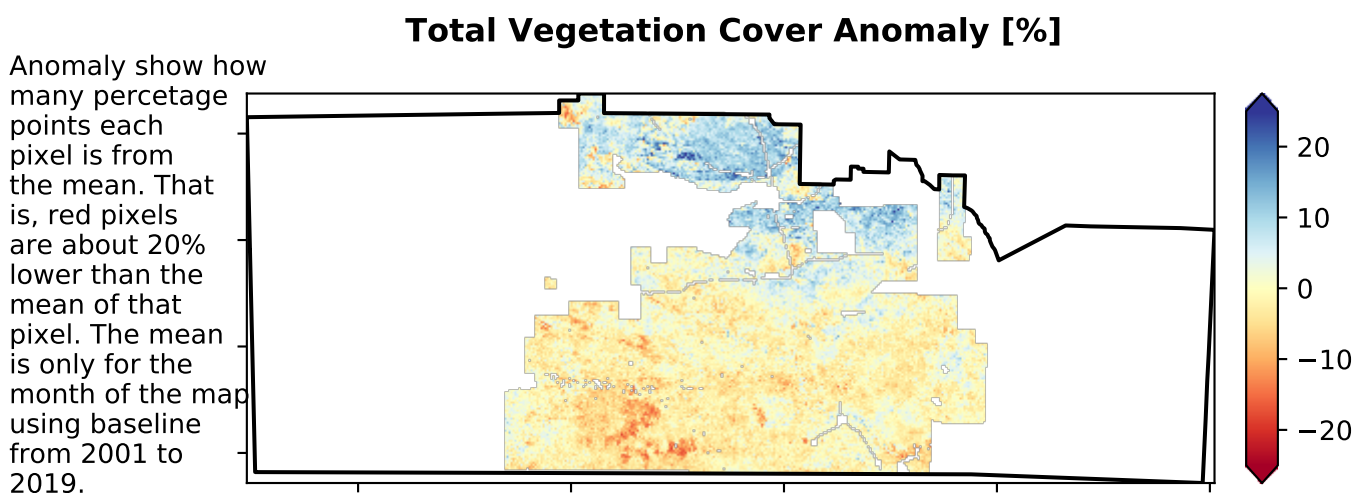 Total Vegetation Cover Anomaly [%]
Anomaly show how
many percetage
points each
pixel is from
the mean. That
is, red pixels
are about 20%
lower than the
mean of that
pixel. The mean
is only for the
month of the map
using baseline
from 2001 to
2019.
20
10
0
−10
−20